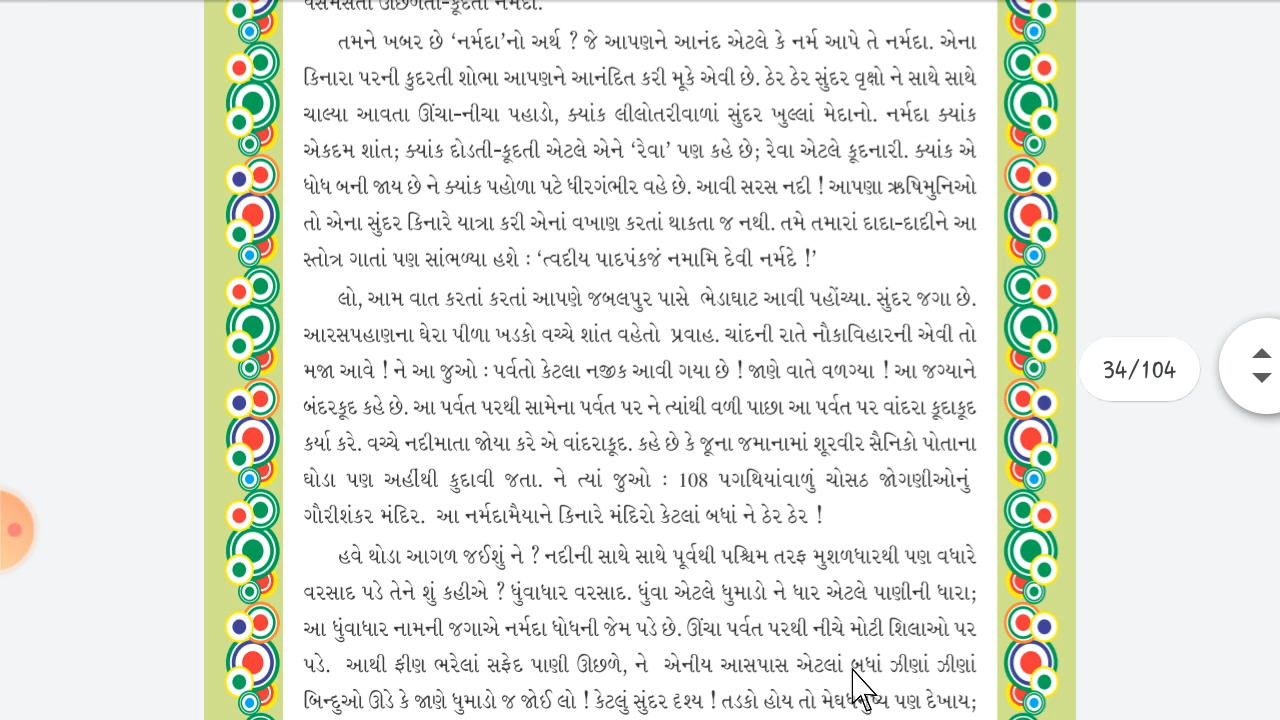 તમને ખબર છે ‘નર્મદા’નો અર્થ ? જે આપણને આનંદ એટલે કે નર્મ આપે તે નર્મદા. એના
કિનારા પરની કુદરતી શોભા આપણને આનંદિત કરી મૂકે એવી છે. ઠેર ઠેર સુંદર વૃક્ષો ને સાથે સાથે
ચાલ્યા આવતા ઊંચા-નીચા પહાડો, ક્યાંક લીલોતરીવાળાં સુંદર ખુલ્લાં મેદાનો. નર્મદા ક્યાંક
એકદમ શાંત; ક્યાંક દોડતી-કૂદતી એટલે એને ‘રેવા’ પણ કહે છે; રેવા એટલે કૂદનારી. ક્યાંક એ
ધોધ બની જાય છે ને ક્યાંક પહોળા પટે ધીરગંભીર વહે છે. આવી સરસ નદી ! આપણા ઋષિમુનિઓ
તો એના સુંદર કિનારે યાત્રા કરી એનાં વખાણ કરતાં થાકતા જ નથી. તમે તમારાં દાદા-દાદીને આ
સ્તોત્ર ગાતાં પણ સાંભળ્યા હશે : ‘ત્વદીય પાદપંકજં નમામિ દેવી નર્મદે !’
લો, આમ વાત કરતાં કરતાં આપણે જબલપુર પાસે ભેડાઘાટ આવી પહોંચ્યા. સુંદર જગા છે.
આરસપહાણના ઘેરા પીળા ખડકો વચ્ચે શાંત વહેતો પ્રવાહ. ચાંદની રાતે નૌકાવિહારની એવી તો
મજા આવે ! ને આ જુઓ : પર્વતો કેટલા નજીક આવી ગયા છે ! જાણે વાતે વળગ્યા ! આ જગ્યાને
બંદરકૂદ કહે છે. આ પર્વત પરથી સામેના પર્વત પર ને ત્યાંથી વળી પાછા આ પર્વત પર વાંદરા કૂદાકૂદ
કર્યા કરે. વચ્ચે નદીમાતા જોયા કરે એ વાંદરાકૂદ. કહે છે કે જૂના જમાનામાં શૂરવીર સૈનિકો પોતાના
ઘોડા પણ અહીંથી કુદાવી જતા. ને ત્યાં જુઓ : 108 પગથિયાંવાળું ચોસઠ જોગણીઓનું
ગૌરીશંકર મંદિર. આ નર્મદામૈયાને કિનારે મંદિરો કેટલાં બધાં ને ઠેર ઠેર !
હવે થોડા આગળ જઈશું ને ? નદીની સાથે સાથે પૂર્વથી પશ્ચિમ તરફ મુશળધારથી પણ વધારે
વરસાદ પડે તેને શું કહીએ ? ધુંવાધાર વરસાદ. ધુંવા એટલે ધુમાડો ને ધાર એટલે પાણીની ધારા;
આ ધુંવાધાર નામની જગાએ નર્મદા ધોધની જેમ પડે છે. ઊંચા પર્વત પરથી નીચે મોટી શિલાઓ પર
પડે. આથી ફીણ ભરેલાં સફેદ પાણી ઊછળે, ને એનીય આસપાસ એટલાં બધાં ઝીણાં ઝીણાં
બિન્દુઓ ઊડે કે જાણે ધુમાડો જ જોઈ લો ! કેટલું સુંદર દૃશ્ય ! તડકો હોય તો મેઘધનુષ્ય પણ દેખાય;
34/104